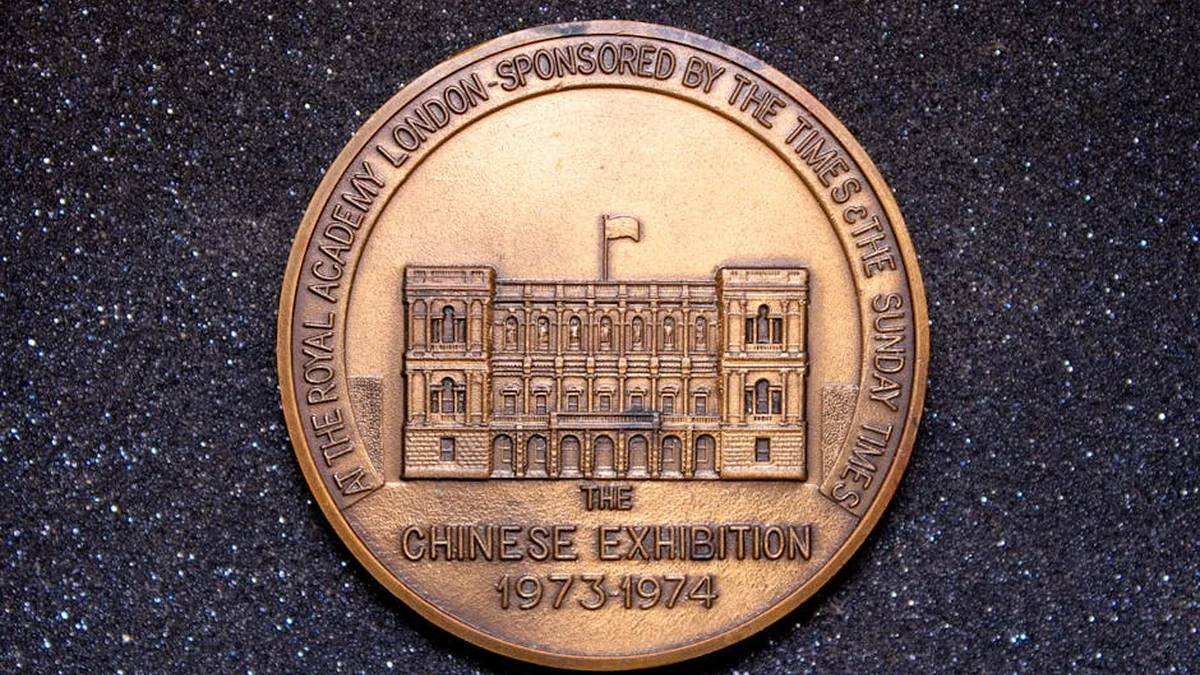 AT THE ROYAL ACADEMY LONDON-SPONSORED BY THE TIMES & THE SUNDAY TIMES
THE
CHINESE EXHIBITION
1973-1974